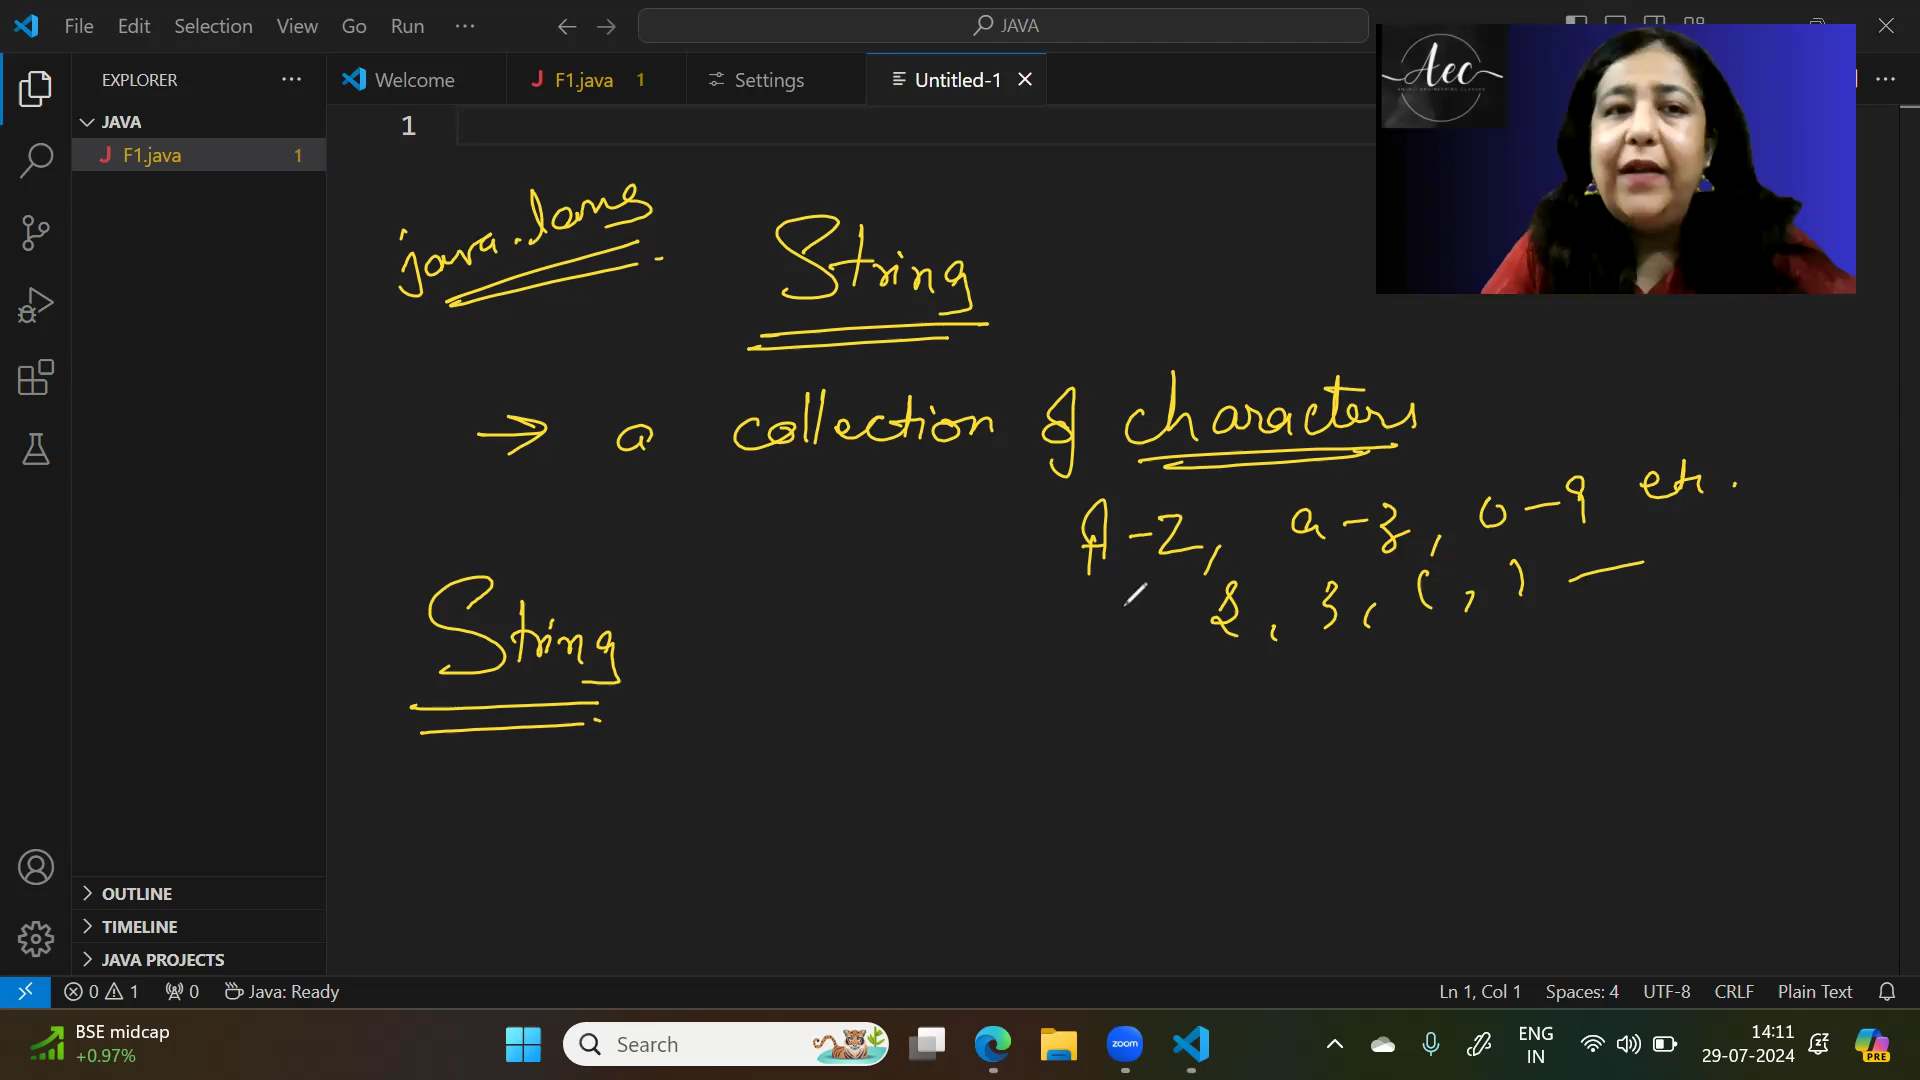 File Edit Selection View Go Run ··· JAVA
EXPLORER ···
Welcome
F1.java 1
Settings
Untitled-1
JAVA
F1.java 1
1
Aec
java.lang
String
→ a collection of characters
A-Z, a-z, 0-9 etc.
{ , }, ( , )
String
OUTLINE
TIMELINE
JAVA PROJECTS
0 1 0 Java: Ready
Ln 1, Col 1 Spaces: 4 UTF-8 CRLF Plain Text
BSE midcap
+0.97%
Search
zoom
ENG
IN
14:11
29-07-2024
PRE